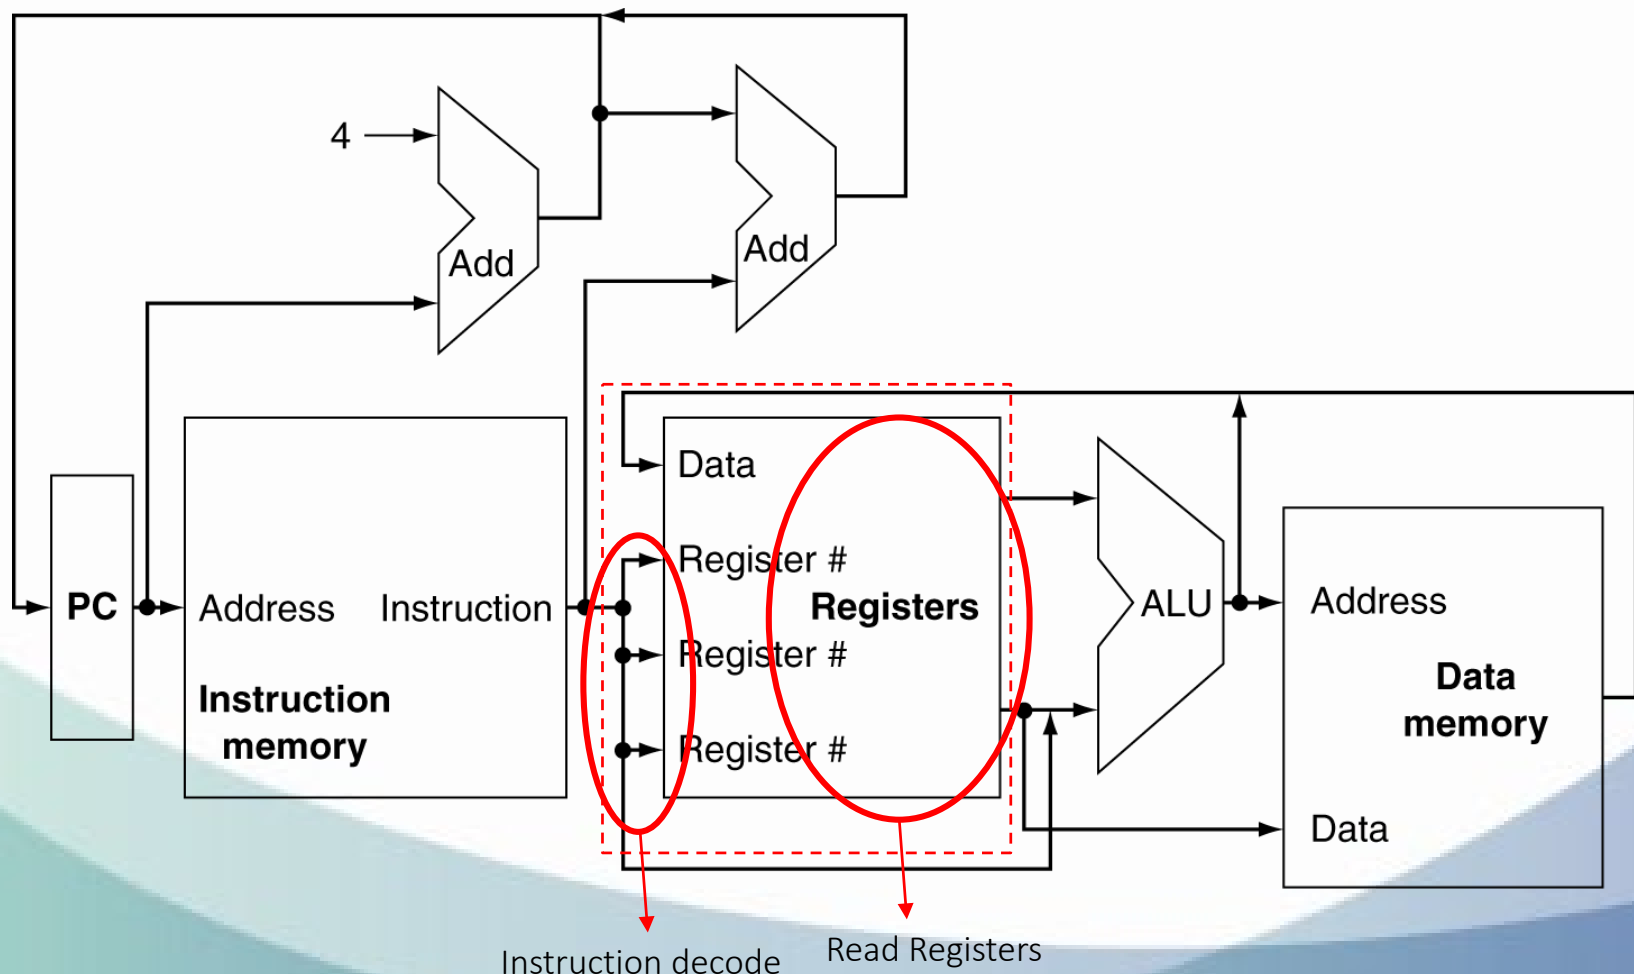 4
Add
Add
Data
Register #
PC
Address
Instruction
Registers
ALU
Address
Register #
Instruction
memory
Data
memory
Register #
Data
Instruction decode
Read Registers